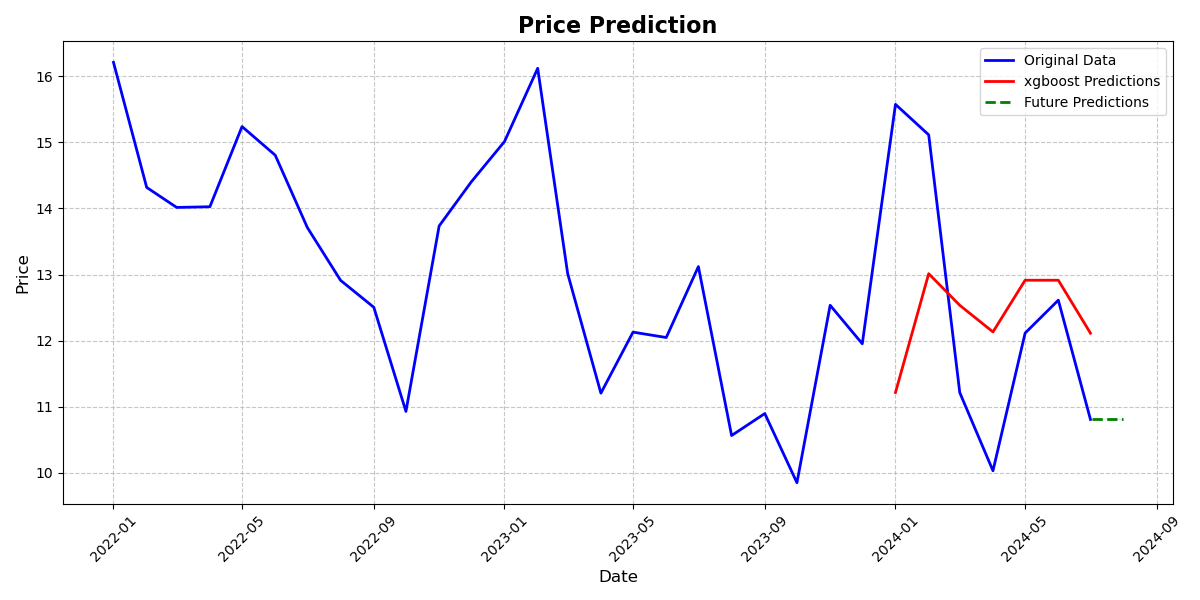 Price Prediction
Original Data
xgboost Predictions
Future Predictions
16
15
14
13
12
11
10
Price
2022-01
2022-05
2022-09
2023-01
2023-05
2023-09
2024-01
2024-05
2024-09
Date